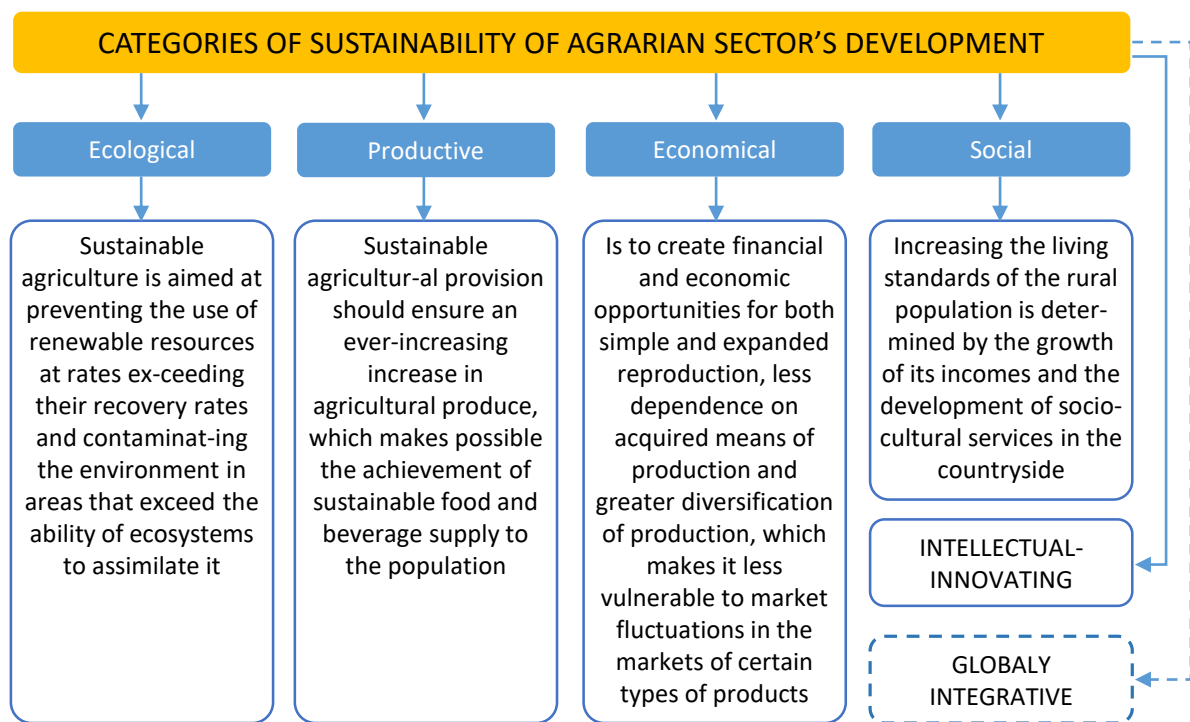 CATEGORIES OF SUSTAINABILITY OF AGRARIAN SECTOR'S DEVELOPMENT
Ecological
Productive
Economical
Social
Sustainable
agriculture is aimed at
preventing the use of
renewable resources
at rates ex-ceeding
their recovery rates
and contaminat-ing
the environment in
areas that exceed the
ability of ecosystems
to assimilate it
Sustainable
agricultur-al provision
should ensure an
ever-increasing
increase in
agricultural produce,
which makes possible
the achievement of
sustainable food and
beverage supply to
the population
Is to create financial
and economic
opportunities for both
simple and expanded
reproduction, less
dependence on
acquired means of
production and
greater diversification
of production, which
makes it less
vulnerable to market
fluctuations in the
markets of certain
types of products
Increasing the living
standards of the rural
population is deter-
mined by the growth
of its incomes and the
development of socio-
cultural services in the
countryside
INTELLECTUAL-
INNOVATING
GLOBALY
INTEGRATIVE